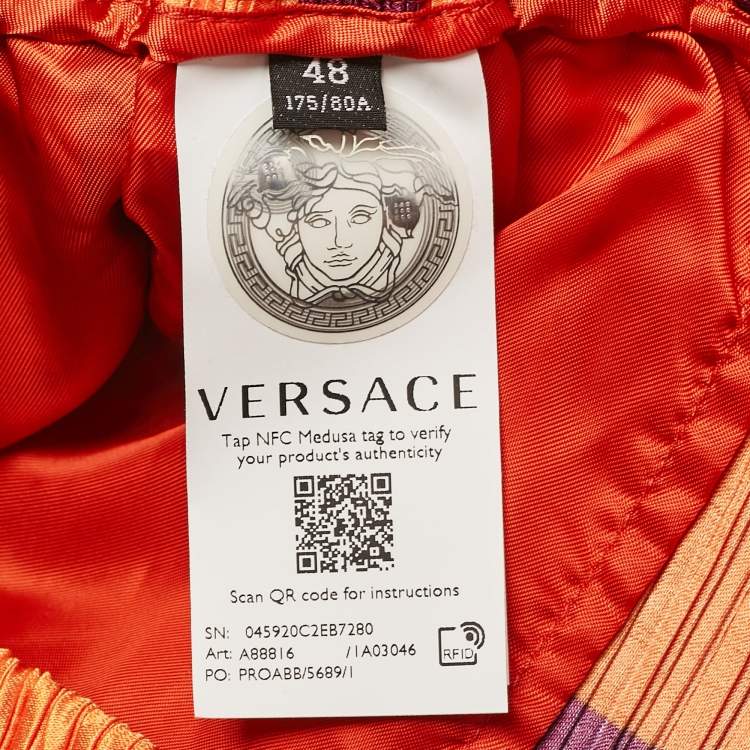 48
175/80A
VERSACE
Tap NFC Medusa tag to verify
your product's authenticity
Scan QR code for instructions
SN: 045920C2EB7280
Art: A88816 /1A03046
PO: PROABB/5689/1
RFID